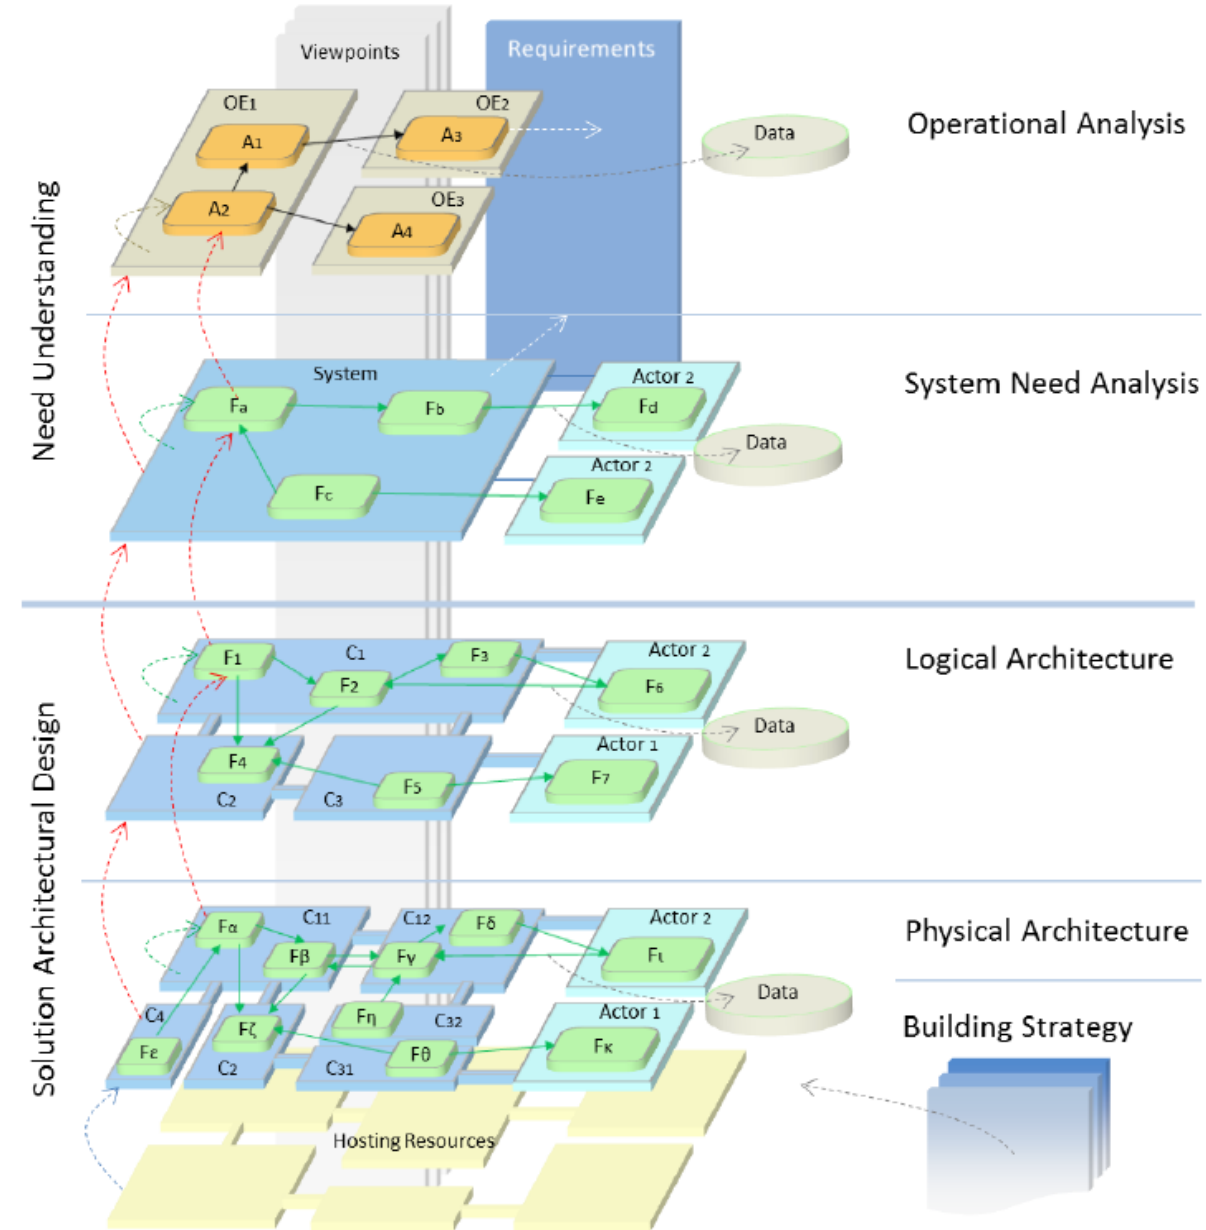 Viewpoints
Requirements
OE1
OE2
Operational Analysis
A1
A3
Data
A2
OE3
A4
Need Understanding
System
Actor 2
System Need Analysis
Fa
Fb
Fd
Data
Actor 2
Fc
Fe
F1
C1
F3
Actor 2
Logical Architecture
F2
F6
Data
F4
Actor 1
F5
F7
C2
C3
Solution Architectural Design
C11
C12
Actor 2
Fα
Fδ
Physical Architecture
Fβ
Fγ
Fι
Data
C4
Fη
C32
Actor 1
Building Strategy
Fζ
Fε
Fθ
Fκ
C2
C31
Hosting Resources